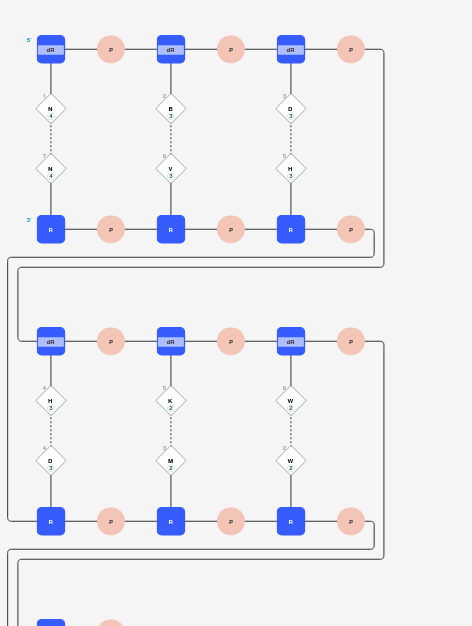 5' dR P dR P dR P
1 N 4 2 B 3 3 D 3
7 N 4 6 V 3 5 H 3
3' R P R P R P
dR P dR P dR P
4 H 3 5 K 2 6 W 2
4 D 3 3 M 2 2 W 2
R P R P R P